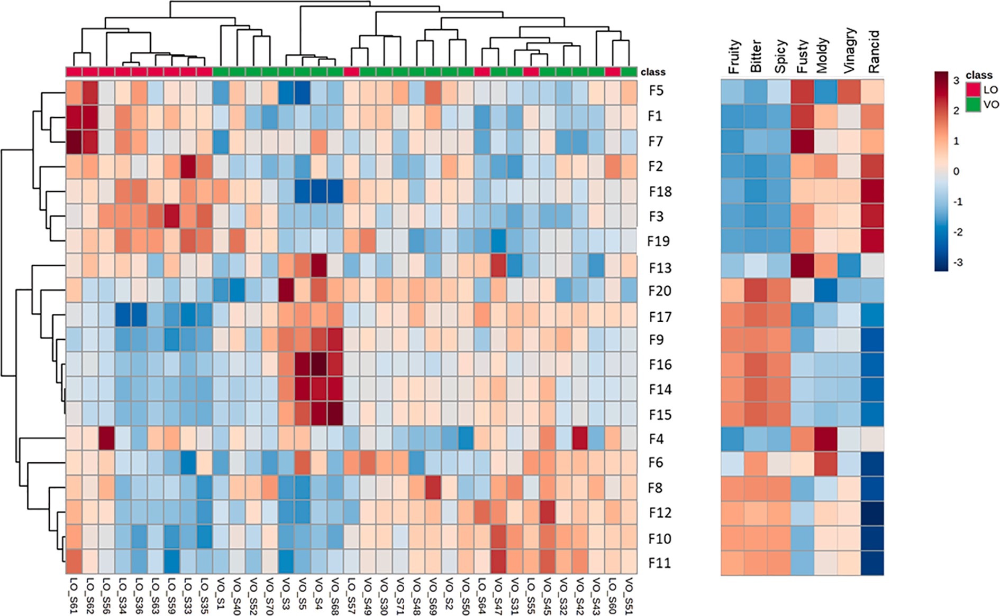 Fruity
Bitter
Spicy
Fusty
Moldy
Vinagry
Rancid
class
class
LO
VO
3
2
1
0
-1
-2
-3
F5
F1
F7
F2
F18
F3
F19
F13
F20
F17
F9
F16
F14
F15
F4
F6
F8
F12
F10
F11
LO_S61
LO_S62
LO_S56
LO_S34
LO_S36
LO_S63
LO_S59
LO_S33
LO_S35
VO_S1
VO_S40
VO_S52
VO_S70
VO_S3
VO_S5
VO_S4
VO_S68
LO_S57
VO_S49
VO_S30
VO_S71
VO_S48
VO_S69
VO_S2
VO_S50
LO_S64
VO_S47
VO_S31
LO_S55
VO_S45
VO_S32
VO_S42
VO_S43
LO_S60
VO_S51